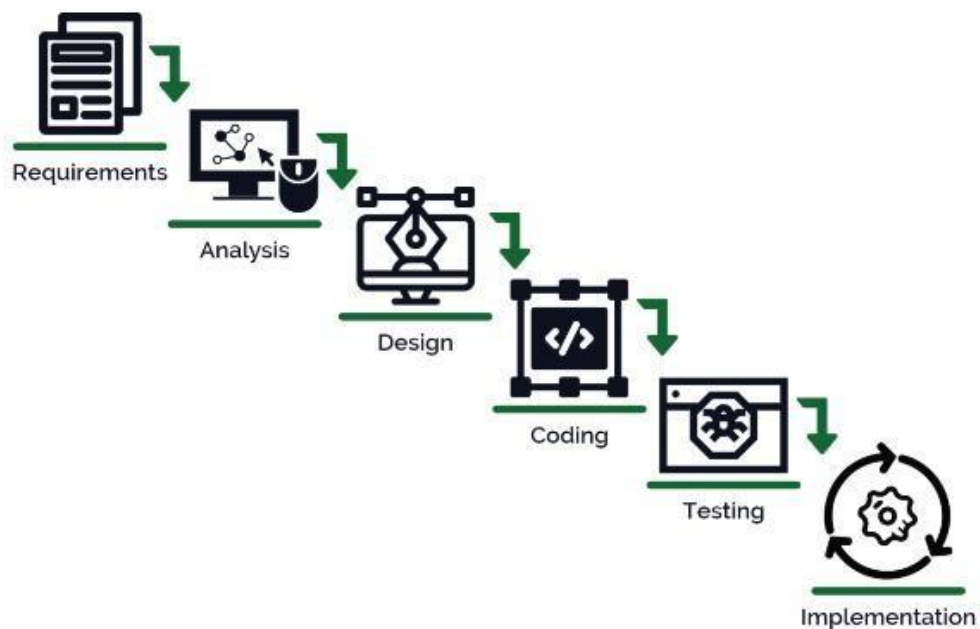 Requirements
Analysis
Design
</>
Coding
Testing
Implementation